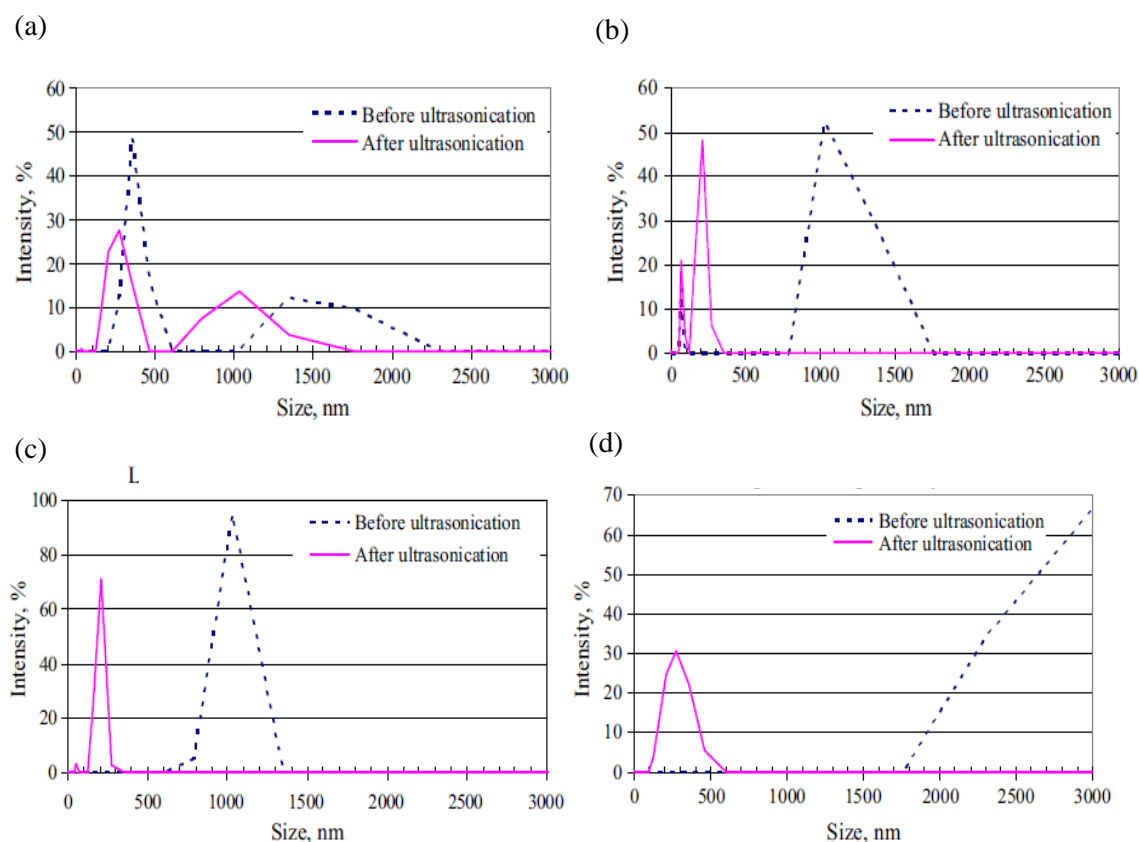 (a)
60
50
40
30
20
10
0
Intensity, %
Before ultrasonication
After ultrasonication
0 500 1000 1500 2000 2500 3000
Size, nm
(b)
60
50
40
30
20
10
0
Intensity, %
Before ultrasonication
After ultrasonication
0 500 1000 1500 2000 2500 3000
Size, nm
(c)
L
100
80
60
40
20
0
Intensity, %
Before ultrasonication
After ultrasonication
0 500 1000 1500 2000 2500 3000
Size, nm
(d)
70
60
50
40
30
20
10
0
Intensity, %
Before ultrasonication
After ultrasonication
0 500 1000 1500 2000 2500 3000
Size, nm